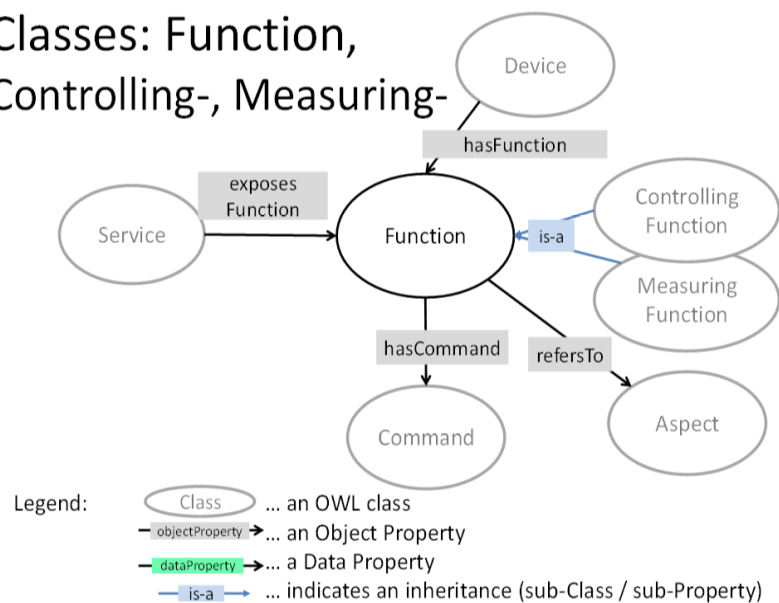 Classes: Function,
Controlling-, Measuring-
Device
hasFunction
exposes
Function
Service
Function
is-a
Controlling
Function
Measuring
Function
hasCommand
refersTo
Command
Aspect
Legend:
Class ... an OWL class
objectProperty ... an Object Property
dataProperty ... a Data Property
is-a ... indicates an inheritance (sub-Class / sub-Property)